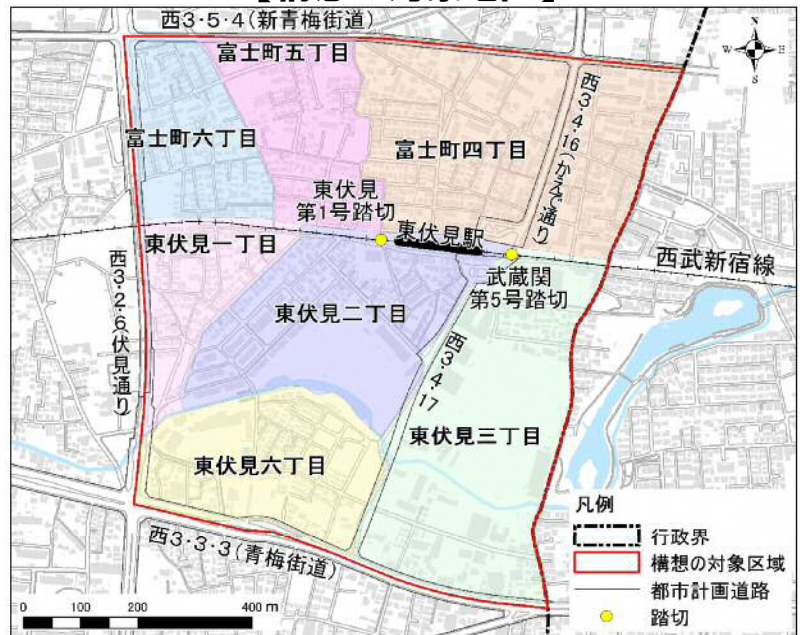 西3・5・4(新青梅街道)
N
W
E
S
富士町五丁目
富士町六丁目
富士町四丁目
西3・4・16(かえで通り)
東伏見
第1号踏切
東伏見駅
東伏見一丁目
西武新宿線
武蔵関
第5号踏切
西3・2・6(伏見通り)
東伏見二丁目
西3・4・17
東伏見三丁目
東伏見六丁目
西3・3・3(青梅街道)
凡例
行政界
構想の対象区域
都市計画道路
踏切
0 100 200 400 m